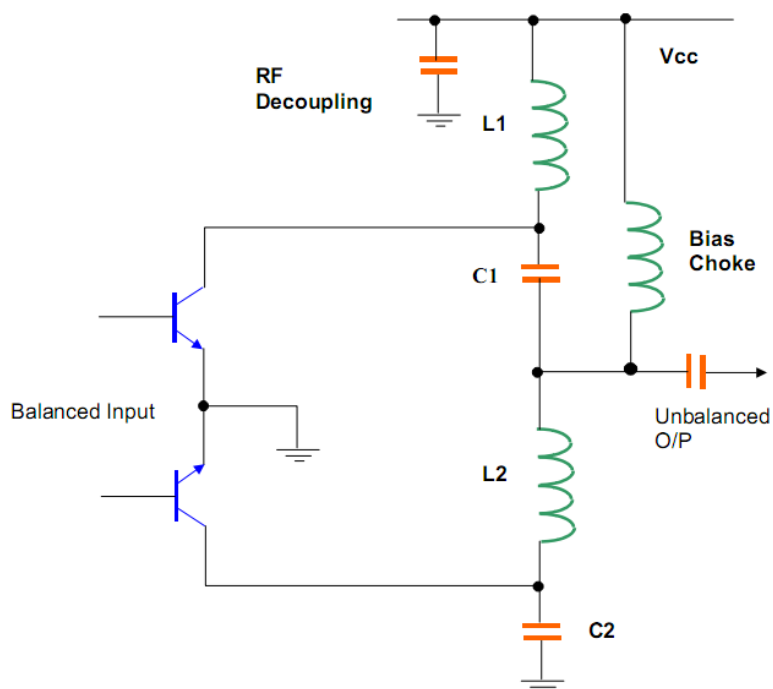 Vcc
RF
Decoupling
L1
Bias
Choke
C1
Balanced Input
Unbalanced
O/P
L2
C2